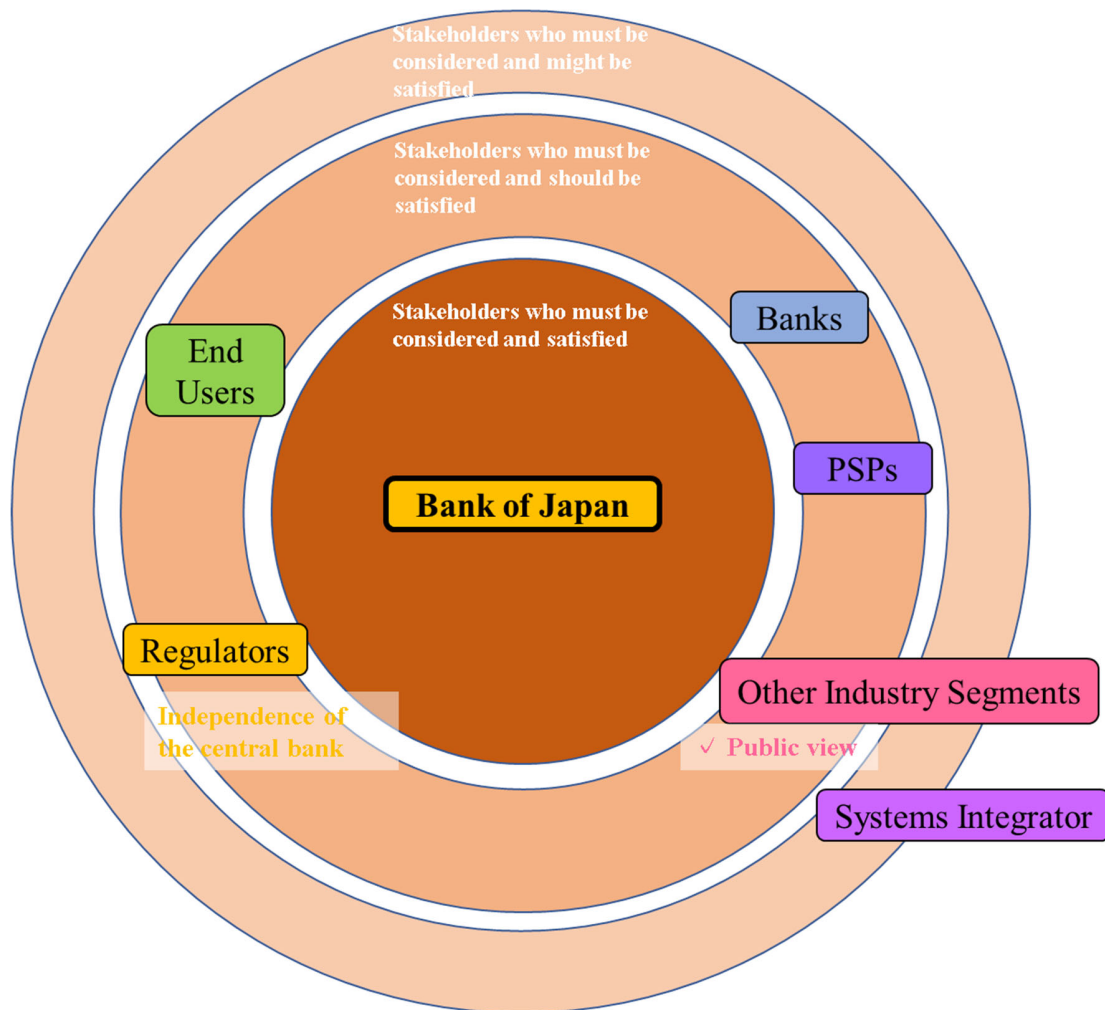 Stakeholders who must be
considered and might be
satisfied
Stakeholders who must be
considered and should be
satisfied
Stakeholders who must be
considered and satisfied
Banks
End
Users
PSPs
Bank of Japan
Regulators
Other Industry Segments
Independence of
the central bank
✓ Public view
Systems Integrator